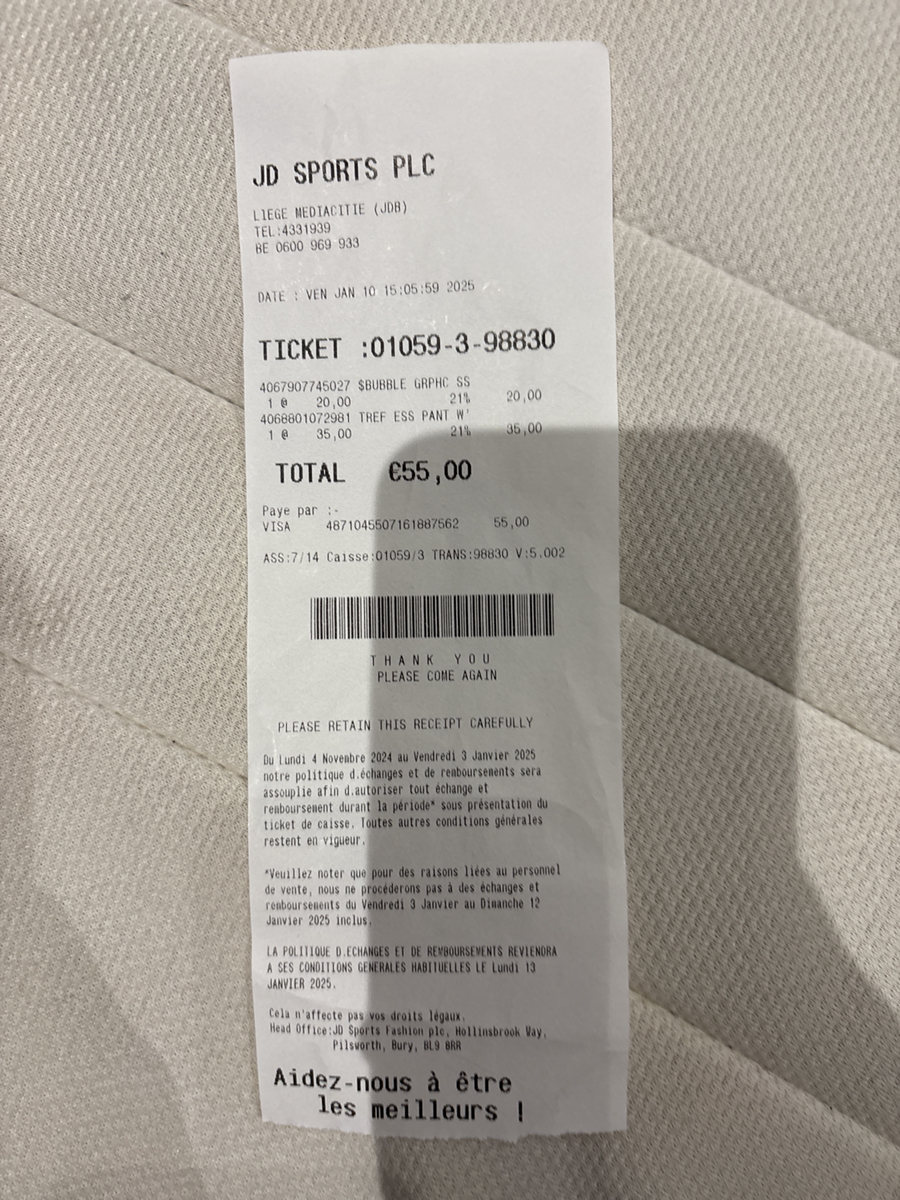 JD SPORTS PLC
LIEGE MEDIACITIE (JDB)
TEL:4331939
BE 0600 969 933
DATE : VEN JAN 10 15:05:59 2025
TICKET :01059-3-98830
4067907745027 $BUBBLE GRPHC SS
1 @ 20,00 21% 20,00
4068801072981 TREF ESS PANT W'
1 @ 35,00 21% 35,00
TOTAL €55,00
Paye par :-
VISA 4871045507161887562 55,00
ASS:7/14 Caisse:01059/3 TRANS:98830 V:5.002
THANK YOU
PLEASE COME AGAIN
PLEASE RETAIN THIS RECEIPT CAREFULLY
Du Lundi 4 Novembre 2024 au Vendredi 3 Janvier 2025
notre politique d.échanges et de remboursements sera
assouplie afin d.autoriser tout échange et
remboursement durant la période* sous présentation du
ticket de caisse. Toutes autres conditions générales
restent en vigueur.
*Veuillez noter que pour des raisons liées au personnel
de vente, nous ne procéderons pas à des échanges et
remboursements du Vendredi 3 Janvier au Dimanche 12
Janvier 2025 inclus.
LA POLITIQUE D.ECHANGES ET DE REMBOURSEMENTS REVIENDRA
A SES CONDITIONS GENERALES HABITUELLES LE Lundi 13
JANVIER 2025.
Cela n'affecte pas vos droits légaux.
Head Office:JD Sports Fashion plc, Hollinsbrook Way,
Pilsworth, Bury, BL9 8RR
Aidez-nous à être
les meilleurs !